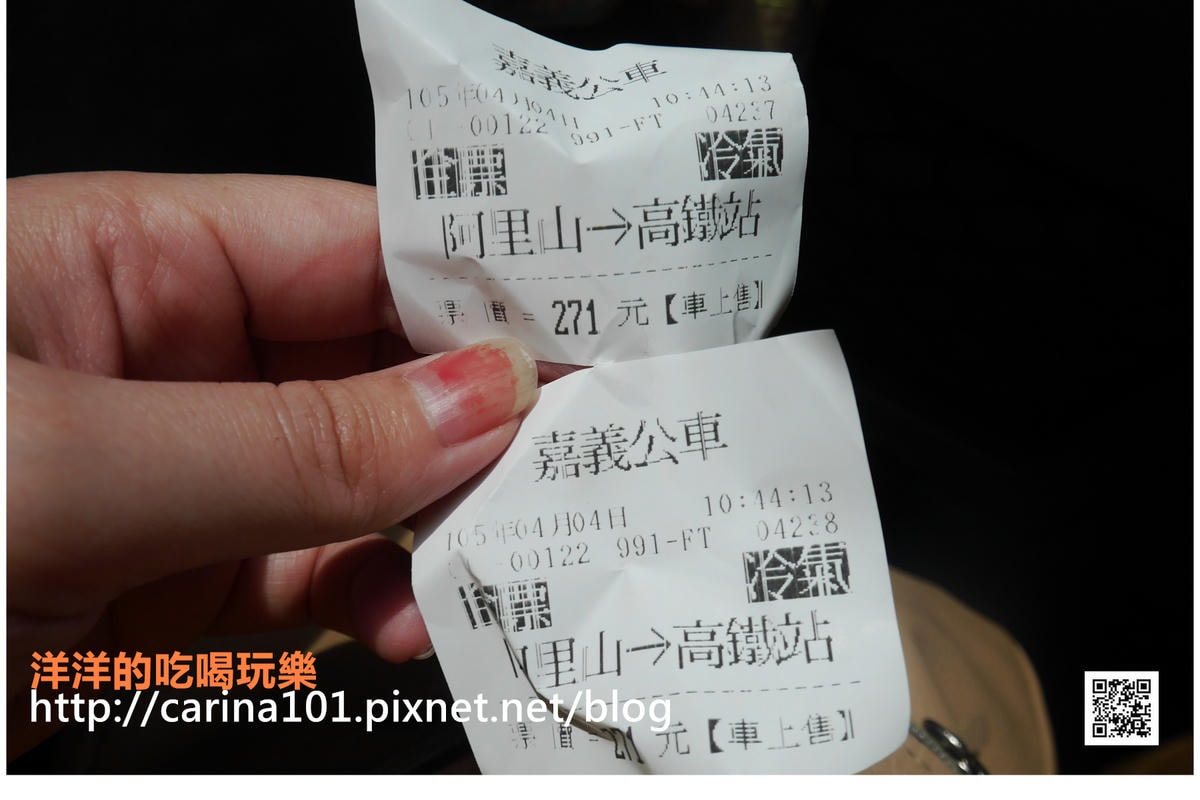 嘉義公車
105年04月04日 10:44:13
00122 991-FT 04237
冷氣
阿里山→高鐵站
票價= 271 元【車上售】
嘉義公車
105年04月04日 10:44:13
00122 991-FT 04238
冷氣
里山→高鐵站
票價 元【車上售】
洋洋的吃喝玩樂
http://carina101.pixnet.net/blog